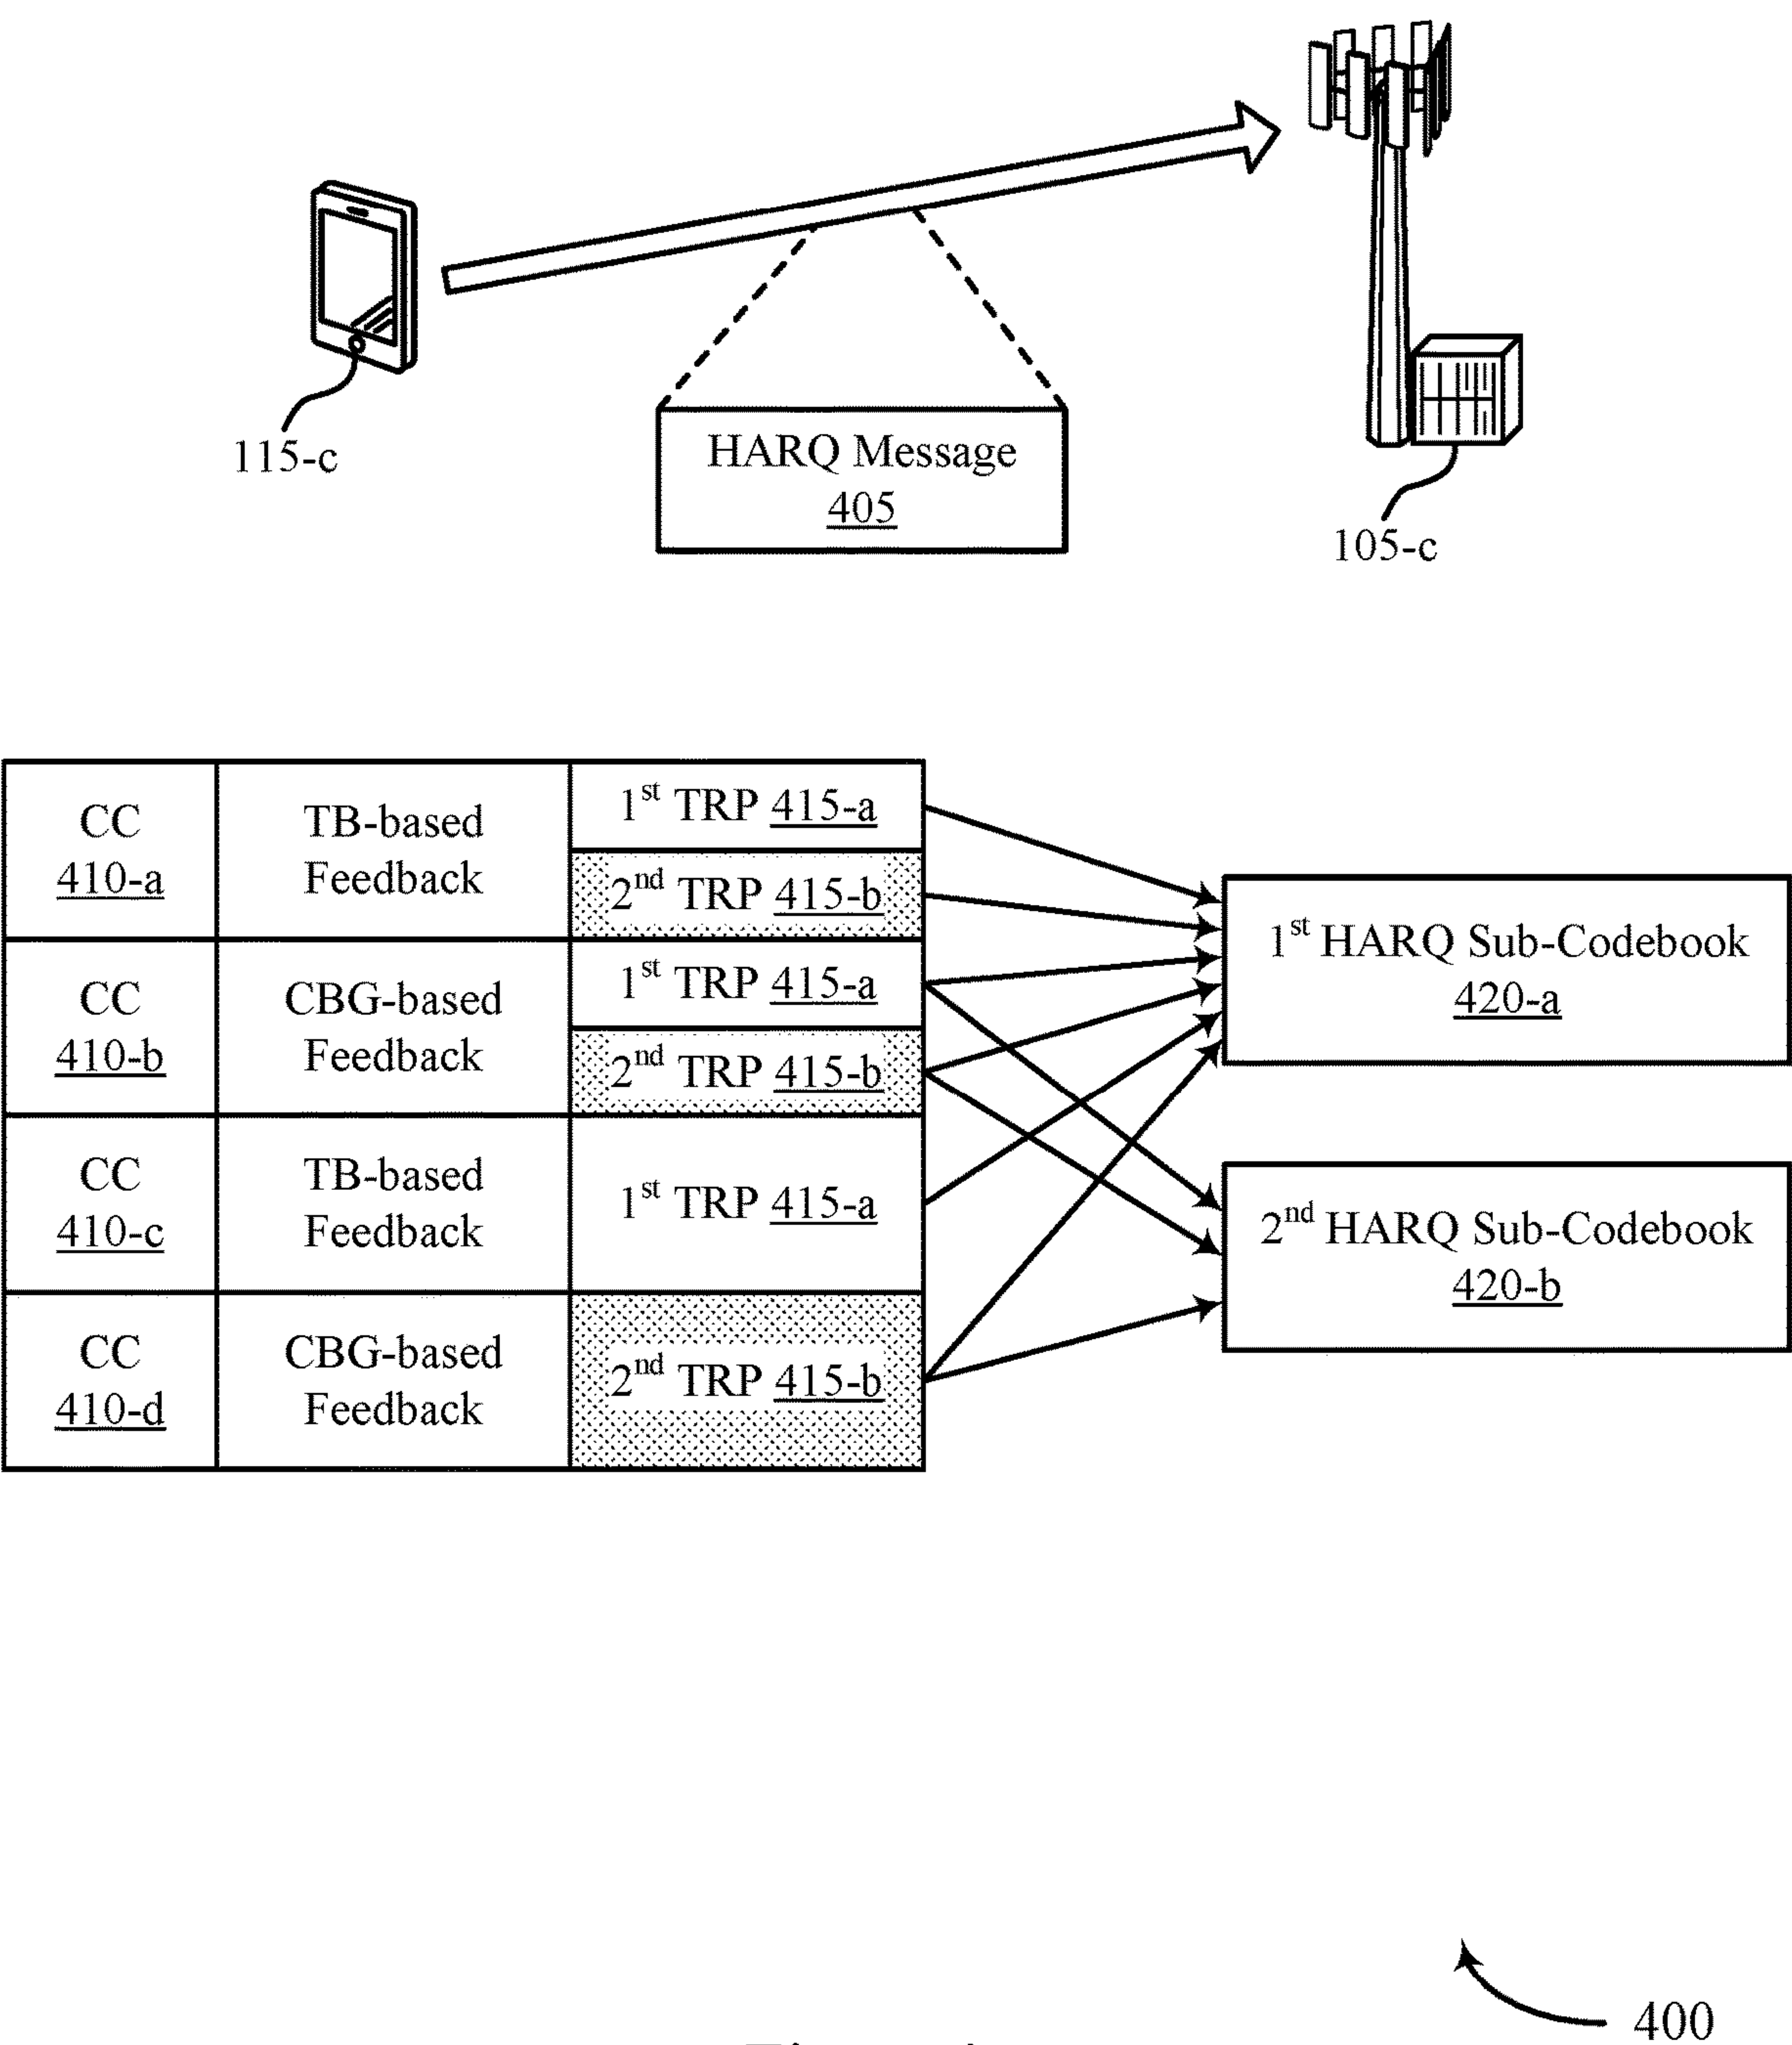 115-c
HARQ Message
405
105-c
CC
410-a
TB-based
Feedback
1st TRP 415-a
2nd TRP 415-b
CC
410-b
CBG-based
Feedback
1st TRP 415-a
2nd TRP 415-b
CC
410-c
TB-based
Feedback
1st TRP 415-a
CC
410-d
CBG-based
Feedback
2nd TRP 415-b
1st HARQ Sub-Codebook
420-a
2nd HARQ Sub-Codebook
420-b
400